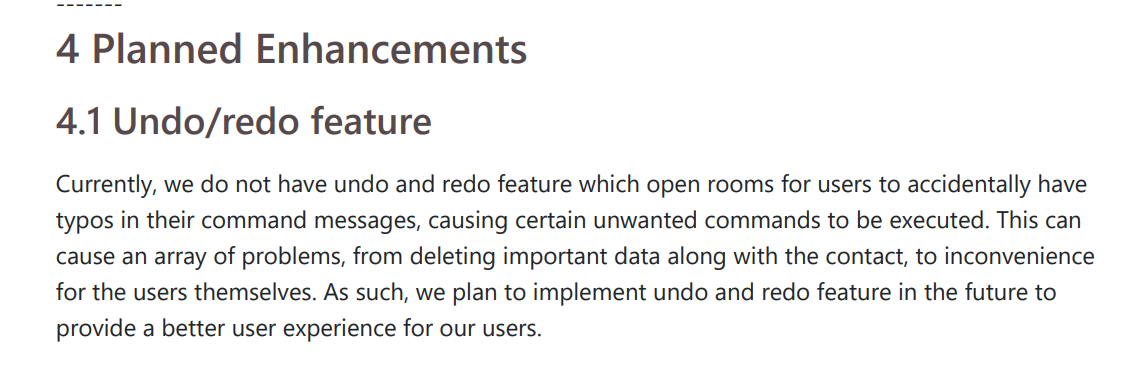 -------
4 Planned Enhancements
4.1 Undo/redo feature
Currently, we do not have undo and redo feature which open rooms for users to accidentally have
typos in their command messages, causing certain unwanted commands to be executed. This can
cause an array of problems, from deleting important data along with the contact, to inconvenience
for the users themselves. As such, we plan to implement undo and redo feature in the future to
provide a better user experience for our users.